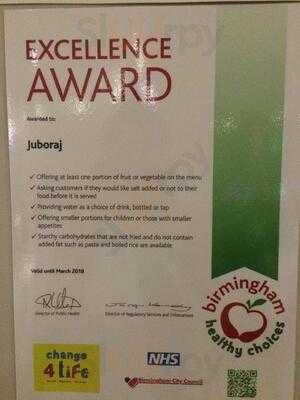 EXCELLENCE
AWARD
Awarded to:
Juboraj
✓ Offering at least one portion of fruit or vegetable on the menu
✓ Asking customers if they would like salt added or not to their
food before it is served
✓ Providing water as a choice of drink, bottled or tap
✓ Offering smaller portions for children or those with smaller
appetites
✓ Starchy carbohydrates that are not fried and do not contain
added fat such as pasta and boiled rice are available
Valid until March 2018
Director of Public Health
Director of Regulatory Services and Enforcement
birmingham
healthy choices
change
4 life
NHS
Birmingham City Council